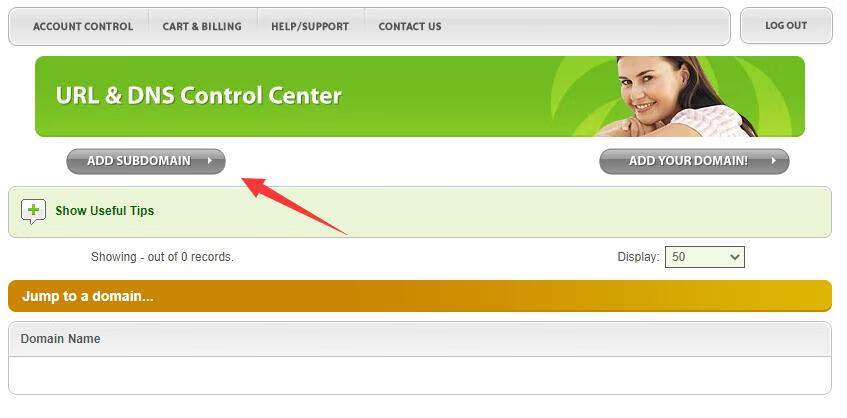 ACCOUNT CONTROL CART & BILLING HELP/SUPPORT CONTACT US LOG OUT
URL & DNS Control Center
ADD SUBDOMAIN ADD YOUR DOMAIN!
Show Useful Tips
Showing - out of 0 records. Display: 50
Jump to a domain...
Domain Name